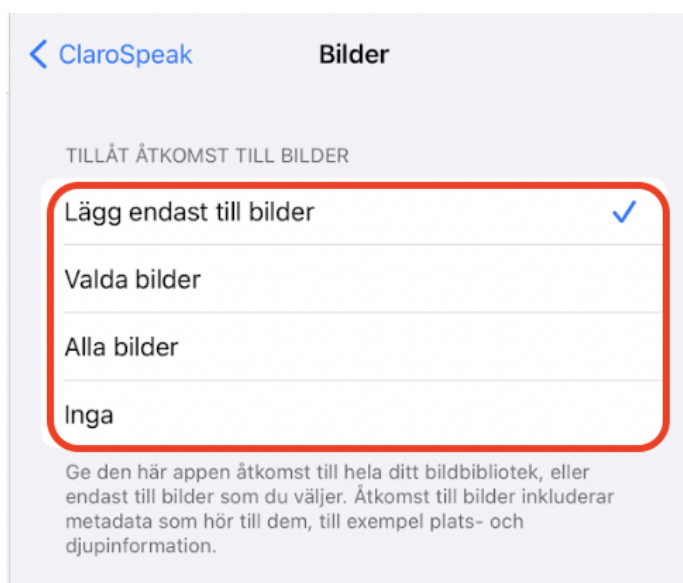 ClaroSpeak
Bilder
TILLÅT ÅTKOMST TILL BILDER
Lägg endast till bilder
Valda bilder
Alla bilder
Inga
Ge den här appen åtkomst till hela ditt bildbibliotek, eller
endast till bilder som du väljer. Åtkomst till bilder inkluderar
metadata som hör till dem, till exempel plats- och
djupinformation.